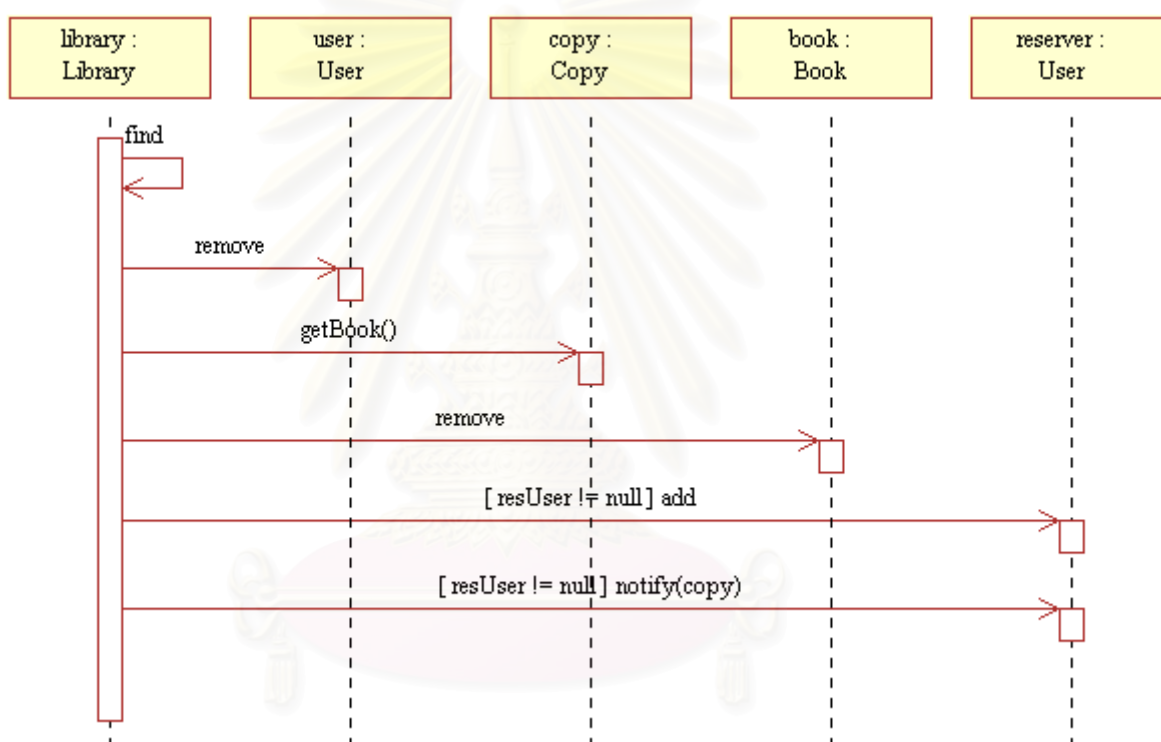 library :
Library
user :
User
copy :
Copy
book :
Book
reserver :
User
find
remove
getBook()
remove
[ resUser != null ] add
[ resUser != null ] notify(copy)